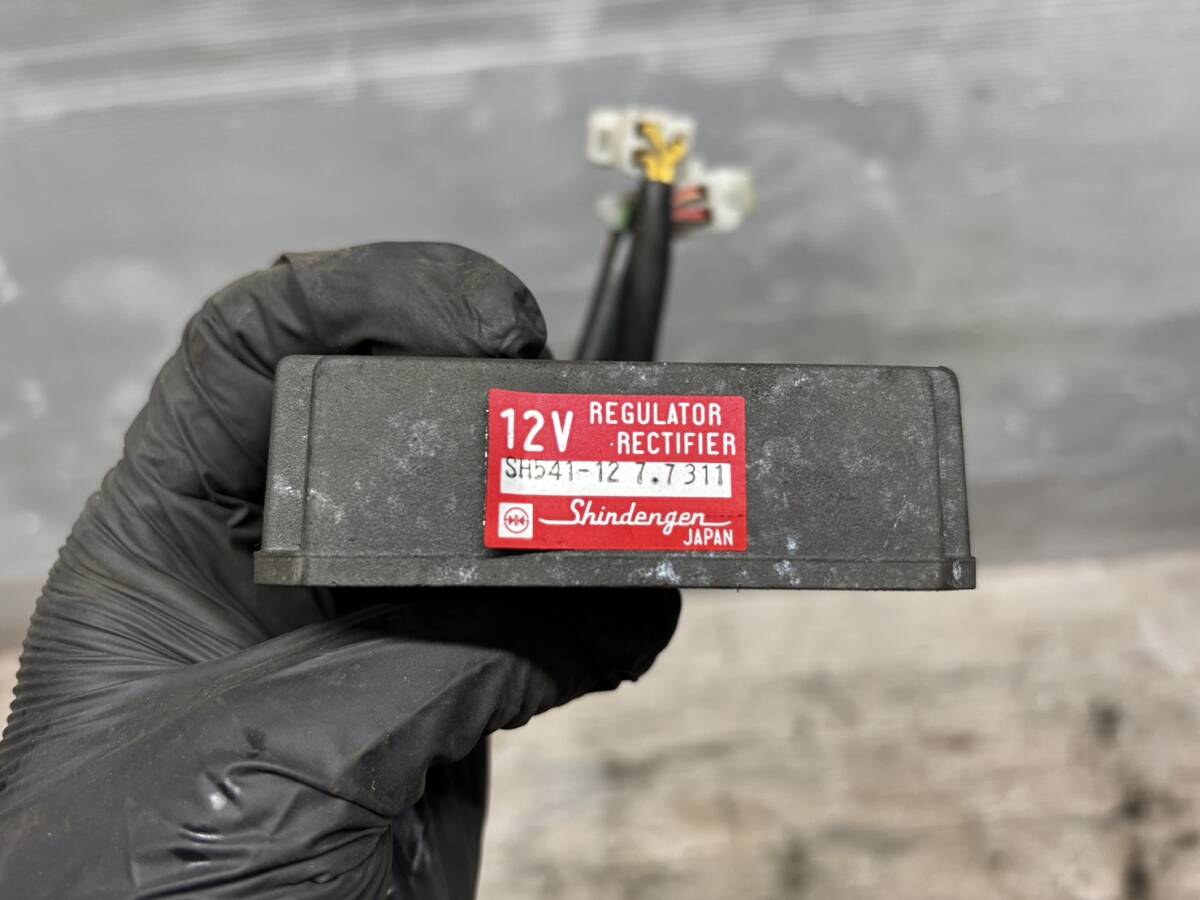 12V REGULATOR
RECTIFIER
SH541-12 7.7311
Shindengen
JAPAN